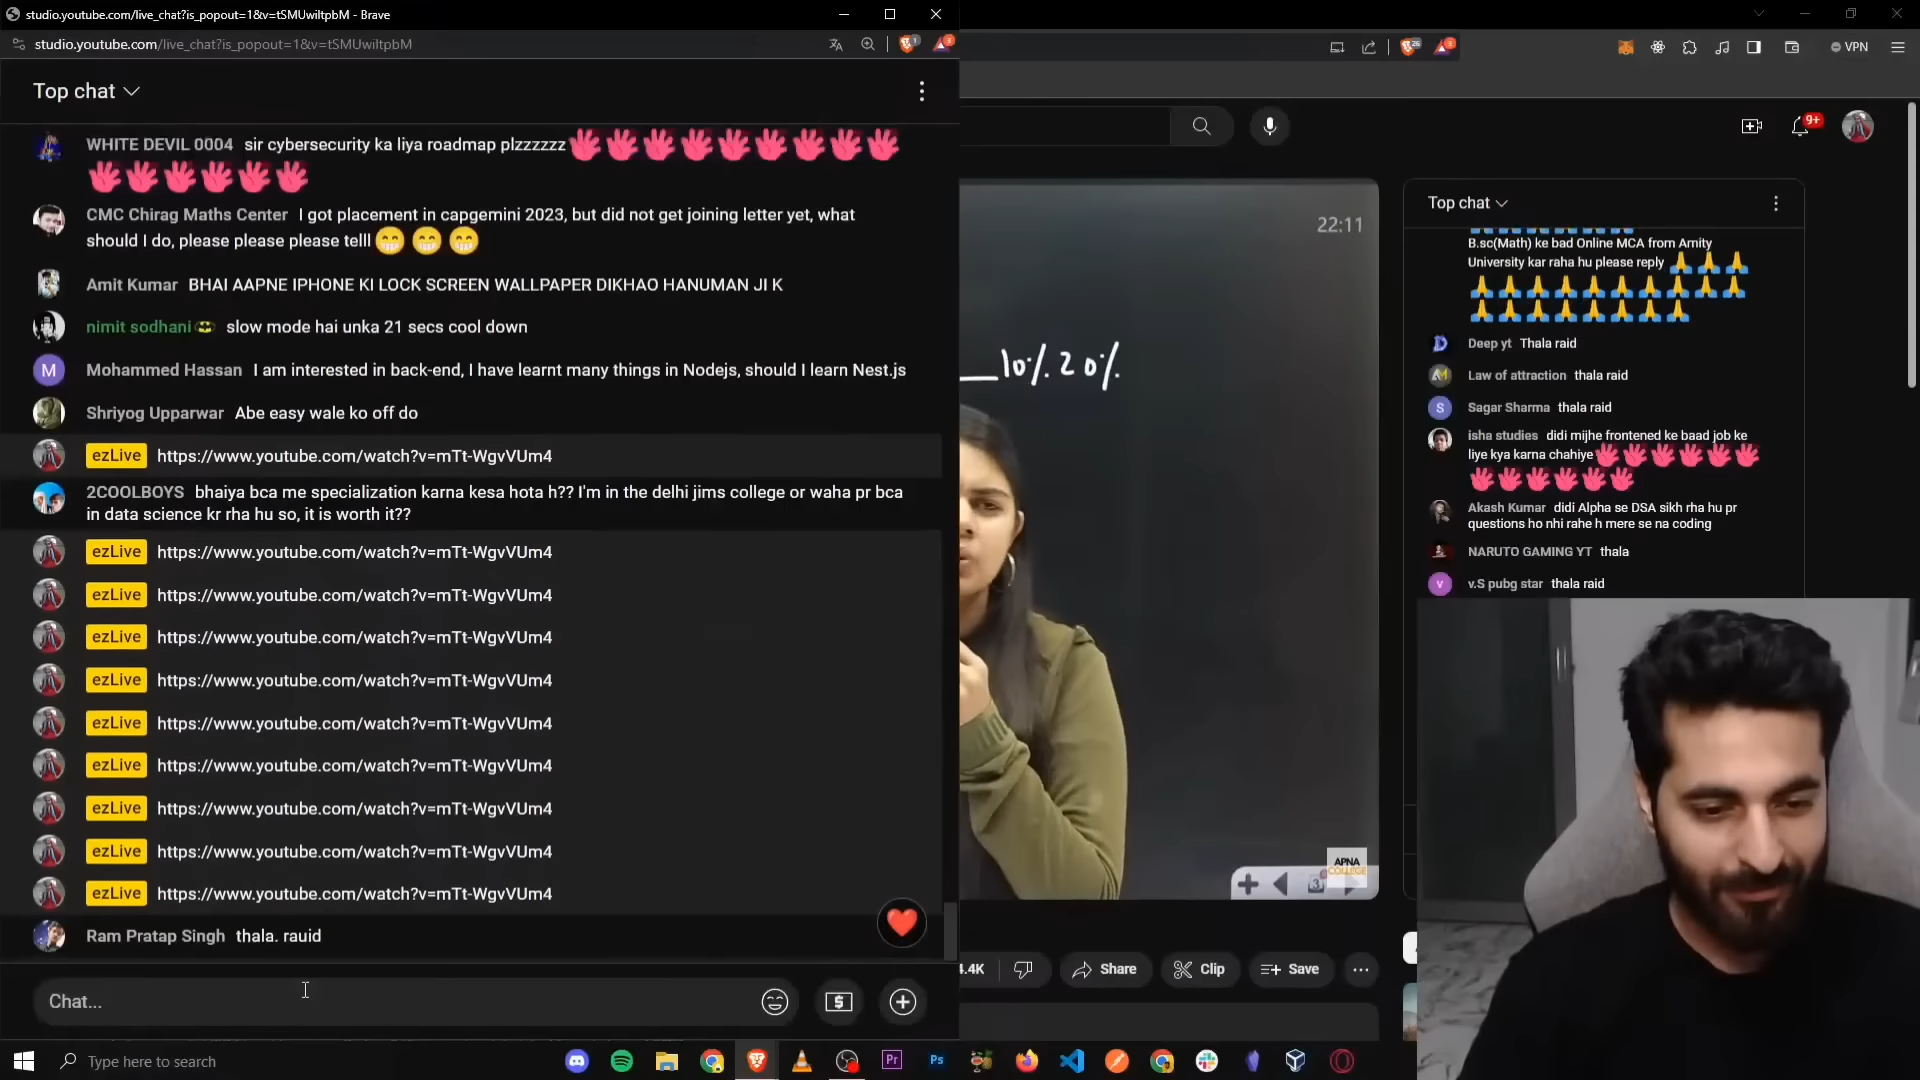 studio.youtube.com/live_chat?is_popout=1&v=tSMUwiItpbM - Brave
studio.youtube.com/live_chat?is_popout=1&v=tSMUwiItpbM
Top chat
WHITE DEVIL 0004 sir cybersecurity ka liya roadmap plzzzzzz
CMC Chirag Maths Center I got placement in capgemini 2023, but did not get joining letter yet, what
should I do, please please please telll
Amit Kumar BHAI AAPNE IPHONE KI LOCK SCREEN WALLPAPER DIKHAO HANUMAN JI K
nimit sodhani slow mode hai unka 21 secs cool down
M Mohammed Hassan I am interested in back-end, I have learnt many things in Nodejs, should I learn Nest.js
Shriyog Upparwar Abe easy wale ko off do
ezLive https://www.youtube.com/watch?v=mTt-WgvVUm4
2COOLBOYS bhaiya bca me specialization karna kesa hota h?? I'm in the delhi jims college or waha pr bca
in data science kr rha hu so, it is worth it??
ezLive https://www.youtube.com/watch?v=mTt-WgvVUm4
ezLive https://www.youtube.com/watch?v=mTt-WgvVUm4
ezLive https://www.youtube.com/watch?v=mTt-WgvVUm4
ezLive https://www.youtube.com/watch?v=mTt-WgvVUm4
ezLive https://www.youtube.com/watch?v=mTt-WgvVUm4
ezLive https://www.youtube.com/watch?v=mTt-WgvVUm4
ezLive https://www.youtube.com/watch?v=mTt-WgvVUm4
ezLive https://www.youtube.com/watch?v=mTt-WgvVUm4
ezLive https://www.youtube.com/watch?v=mTt-WgvVUm4
Ram Pratap Singh thala. rauid
Chat...
Type here to search
Pr
Ps
VPN
9+
22:11
10% 20%
APNA
COLLEGE
4.4K
Share
Clip
Save
Top chat
B.sc(Math) ke bad Online MCA from Amity
University kar raha hu please reply
Deep yt Thala raid
Law of attraction thala raid
S Sagar Sharma thala raid
isha studies didi mijhe frontened ke baad job ke
liye kya karna chahiye
Akash Kumar didi Alpha se DSA sikh rha hu pr
questions ho nhi rahe h mere se na coding
NARUTO GAMING YT thala
v v.S pubg star thala raid